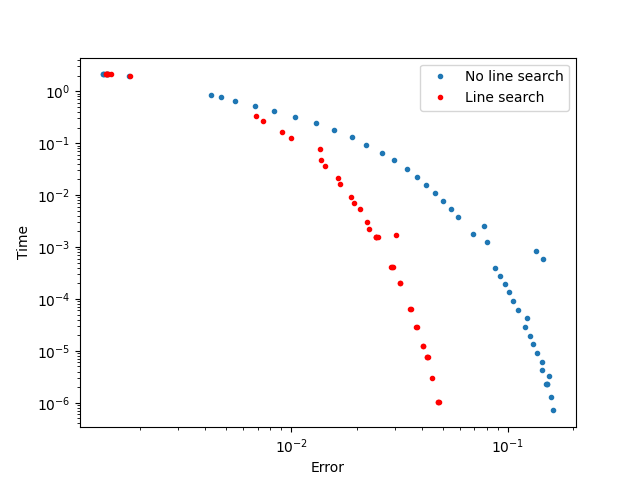 No line search
Line search
10⁰
10⁻¹
10⁻²
10⁻³
10⁻⁴
10⁻⁵
10⁻⁶
Time
10⁻²
10⁻¹
Error